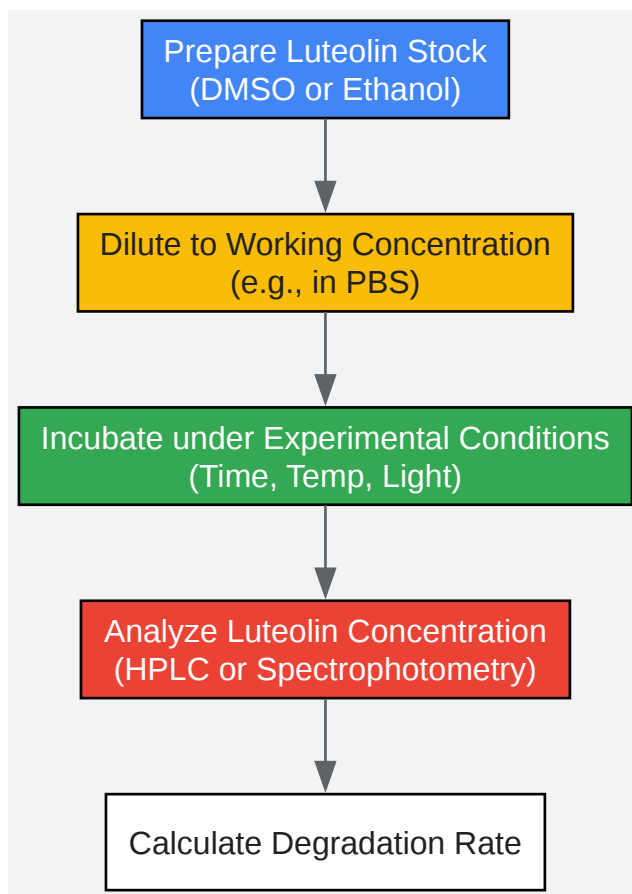 Prepare Luteolin Stock
(DMSO or Ethanol)
Dilute to Working Concentration
(e.g., in PBS)
Incubate under Experimental Conditions
(Time, Temp, Light)
Analyze Luteolin Concentration
(HPLC or Spectrophotometry)
Calculate Degradation Rate